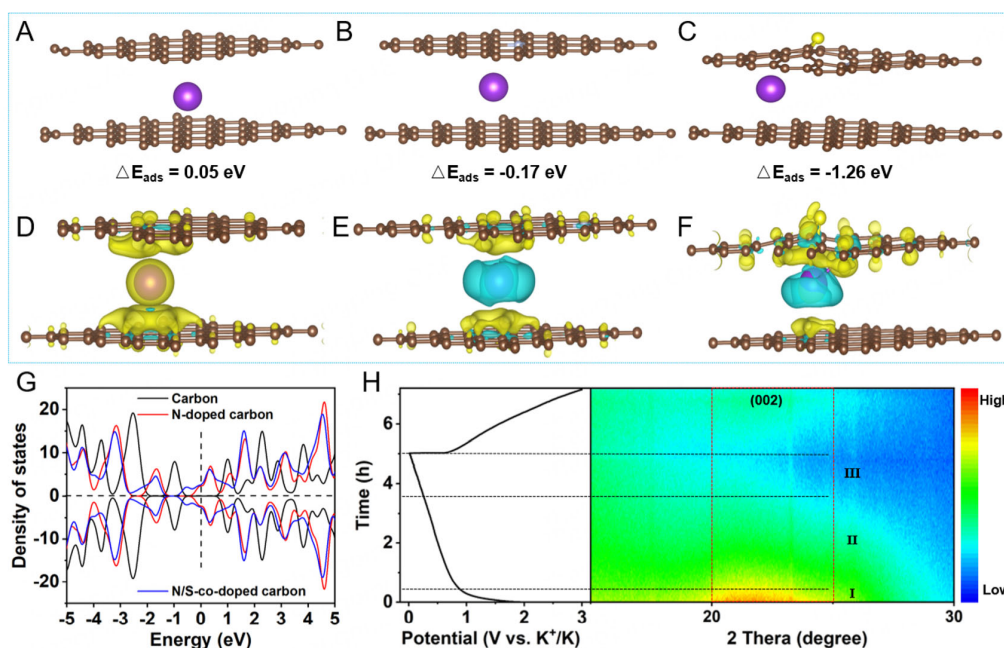 A
B
C
△E_ads = 0.05 eV
△E_ads = -0.17 eV
△E_ads = -1.26 eV
D
E
F
G
Carbon
N-doped carbon
N/S-co-doped carbon
Density of states
20
10
0
-10
-20
-5 -4 -3 -2 -1 0 1 2 3 4 5
Energy (eV)
H
Time (h)
6
4
2
0
0 1 2 3
Potential (V vs. K⁺/K)
(002)
III
II
I
20 30
2 Thera (degree)
High
Low